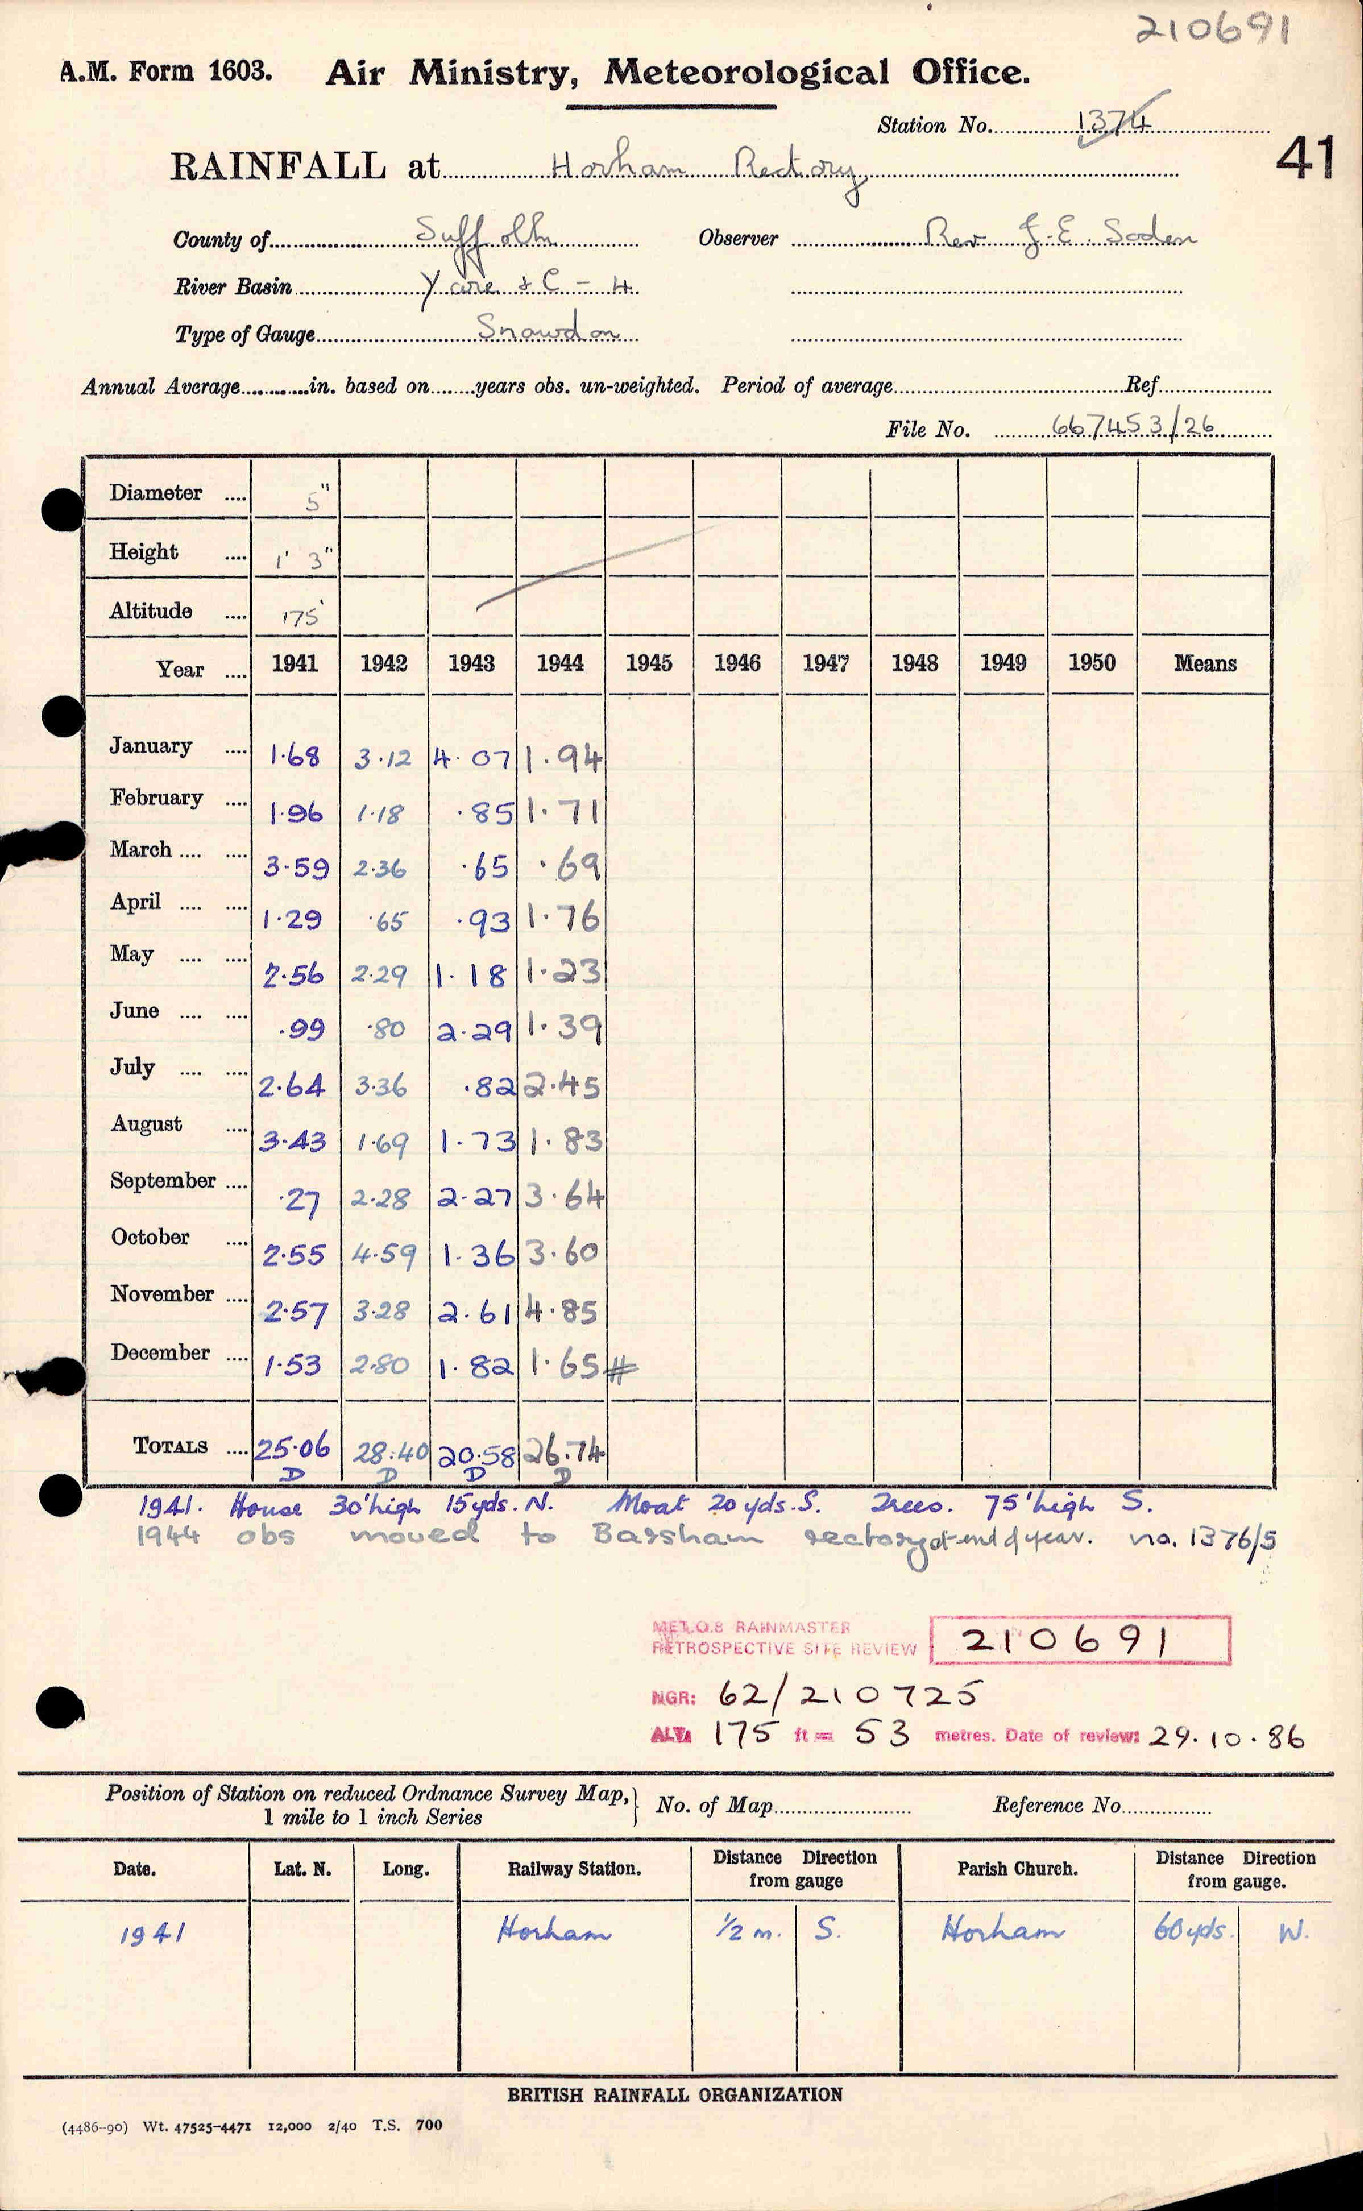 210691
A.M. Form 1603. Air Ministry, Meteorological Office.
Station No. 1374
RAINFALL at Horham Rectory 41
County of Suffolk Observer Rev J.E. Soden
River Basin Yare & C - 4
Type of Gauge Snowdon
Annual Average in. based on years obs. un-weighted. Period of average Ref
File No. 667453/26
Diameter .... 5"
Height .... 1' 3"
Altitude .... 175'
Year .... 1941 1942 1943 1944 1945 1946 1947 1948 1949 1950 Means
January .... 1.68 3.12 4.07 1.94
February .... 1.96 1.18 .85 1.71
March .... .... 3.59 2.36 .65 .69
April .... .... 1.29 .65 .93 1.76
May .... .... 2.56 2.29 1.18 1.23
June .... .... .99 .80 2.29 1.39
July .... .... 2.64 3.36 .82 2.45
August .... 3.43 1.69 1.73 1.83
September .... .27 2.28 2.27 3.64
October .... 2.55 4.59 1.36 3.60
November .... 2.57 3.28 2.61 4.85
December .... 1.53 2.80 1.82 1.65 #
TOTALS .... 25.06 28.40 20.58 26.74
D D D D
1941. House 30' high 15 yds. N. Moat 20 yds. S. Trees. 75' high S.
1944 obs moved to Barsham rectory at end of year. no. 1376/5
MET.O.8 RAINMASTER
RETROSPECTIVE SITE REVIEW 210691
NGR: 62/210725
ALT: 175 ft = 53 metres. Date of review: 29.10.86
Position of Station on reduced Ordnance Survey Map,
1 mile to 1 inch Series
No. of Map Reference No.
Date. Lat. N. Long. Railway Station. Distance Direction from gauge Parish Church. Distance Direction from gauge.
1941 Horham 1/2 m. S. Horham 60 yds. W.
BRITISH RAINFALL ORGANIZATION
(4486-90) Wt. 47525-4471 12,000 2/40 T.S. 700